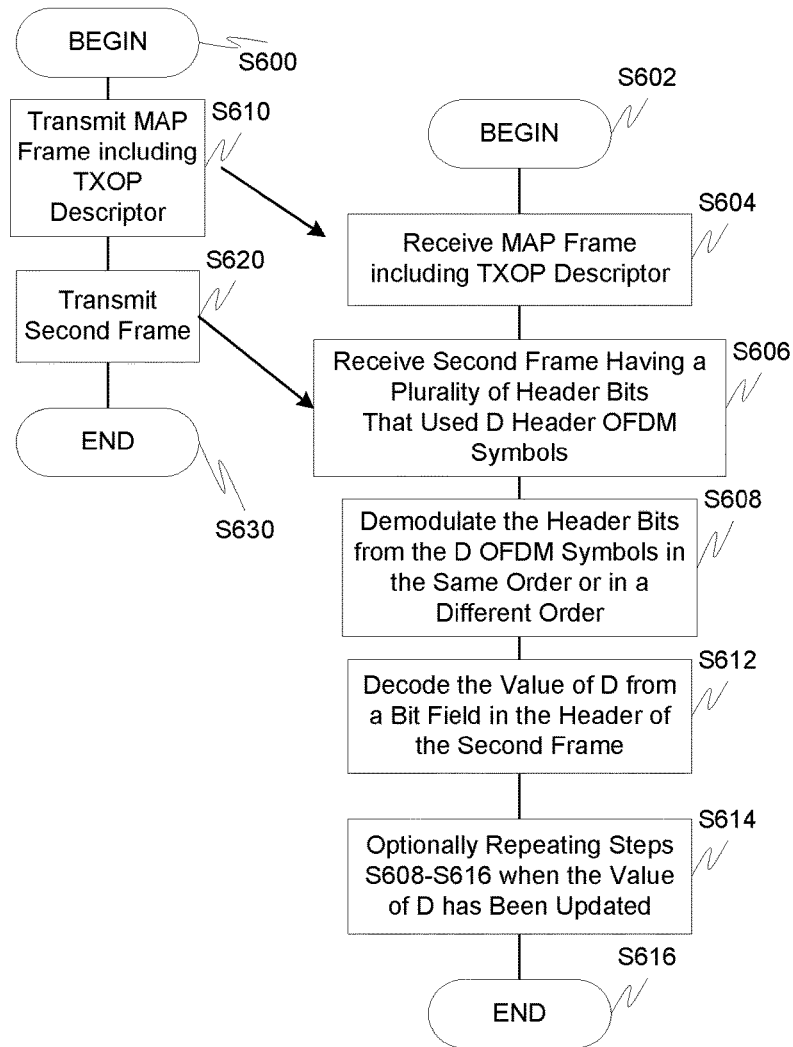 BEGIN
S600
Transmit MAP
Frame including
TXOP
Descriptor
S610
Transmit
Second Frame
S620
END
S630
BEGIN
S602
Receive MAP Frame
including TXOP Descriptor
S604
Receive Second Frame Having a
Plurality of Header Bits
That Used D Header OFDM
Symbols
S606
Demodulate the Header Bits
from the D OFDM Symbols in
the Same Order or in a
Different Order
S608
Decode the Value of D from
a Bit Field in the Header of
the Second Frame
S612
Optionally Repeating Steps
S608-S616 when the Value
of D has Been Updated
S614
END
S616